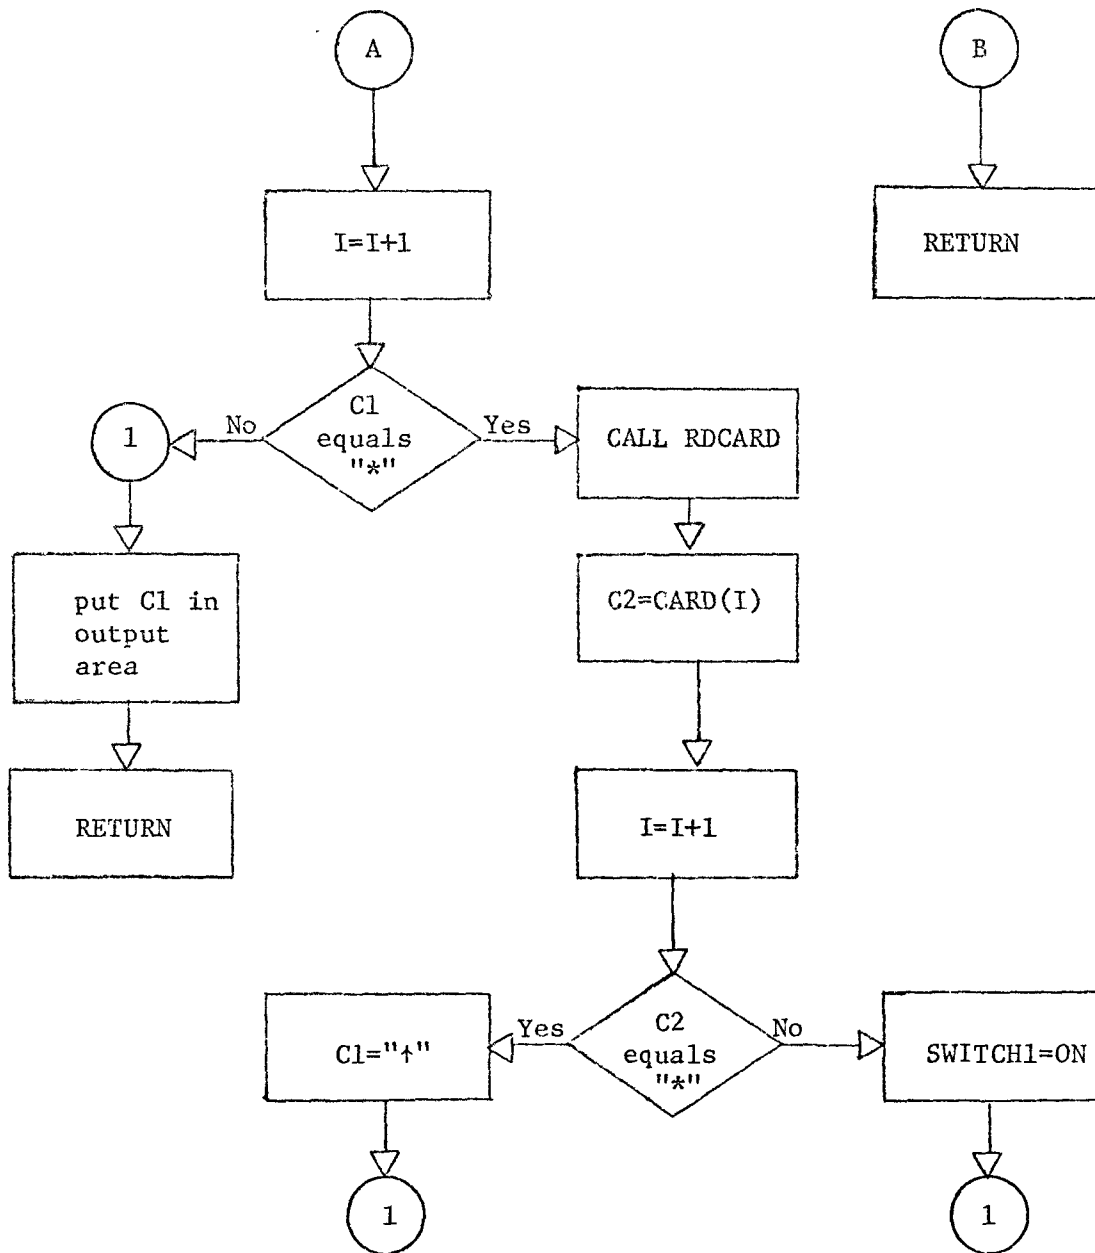 A
B
I=I+1
RETURN
C1
equals
"*"
No
Yes
1
CALL RDCARD
put C1 in
output
area
C2=CARD(I)
RETURN
I=I+1
C2
equals
"*"
Yes
No
C1="↑"
SWITCH1=ON
1
1